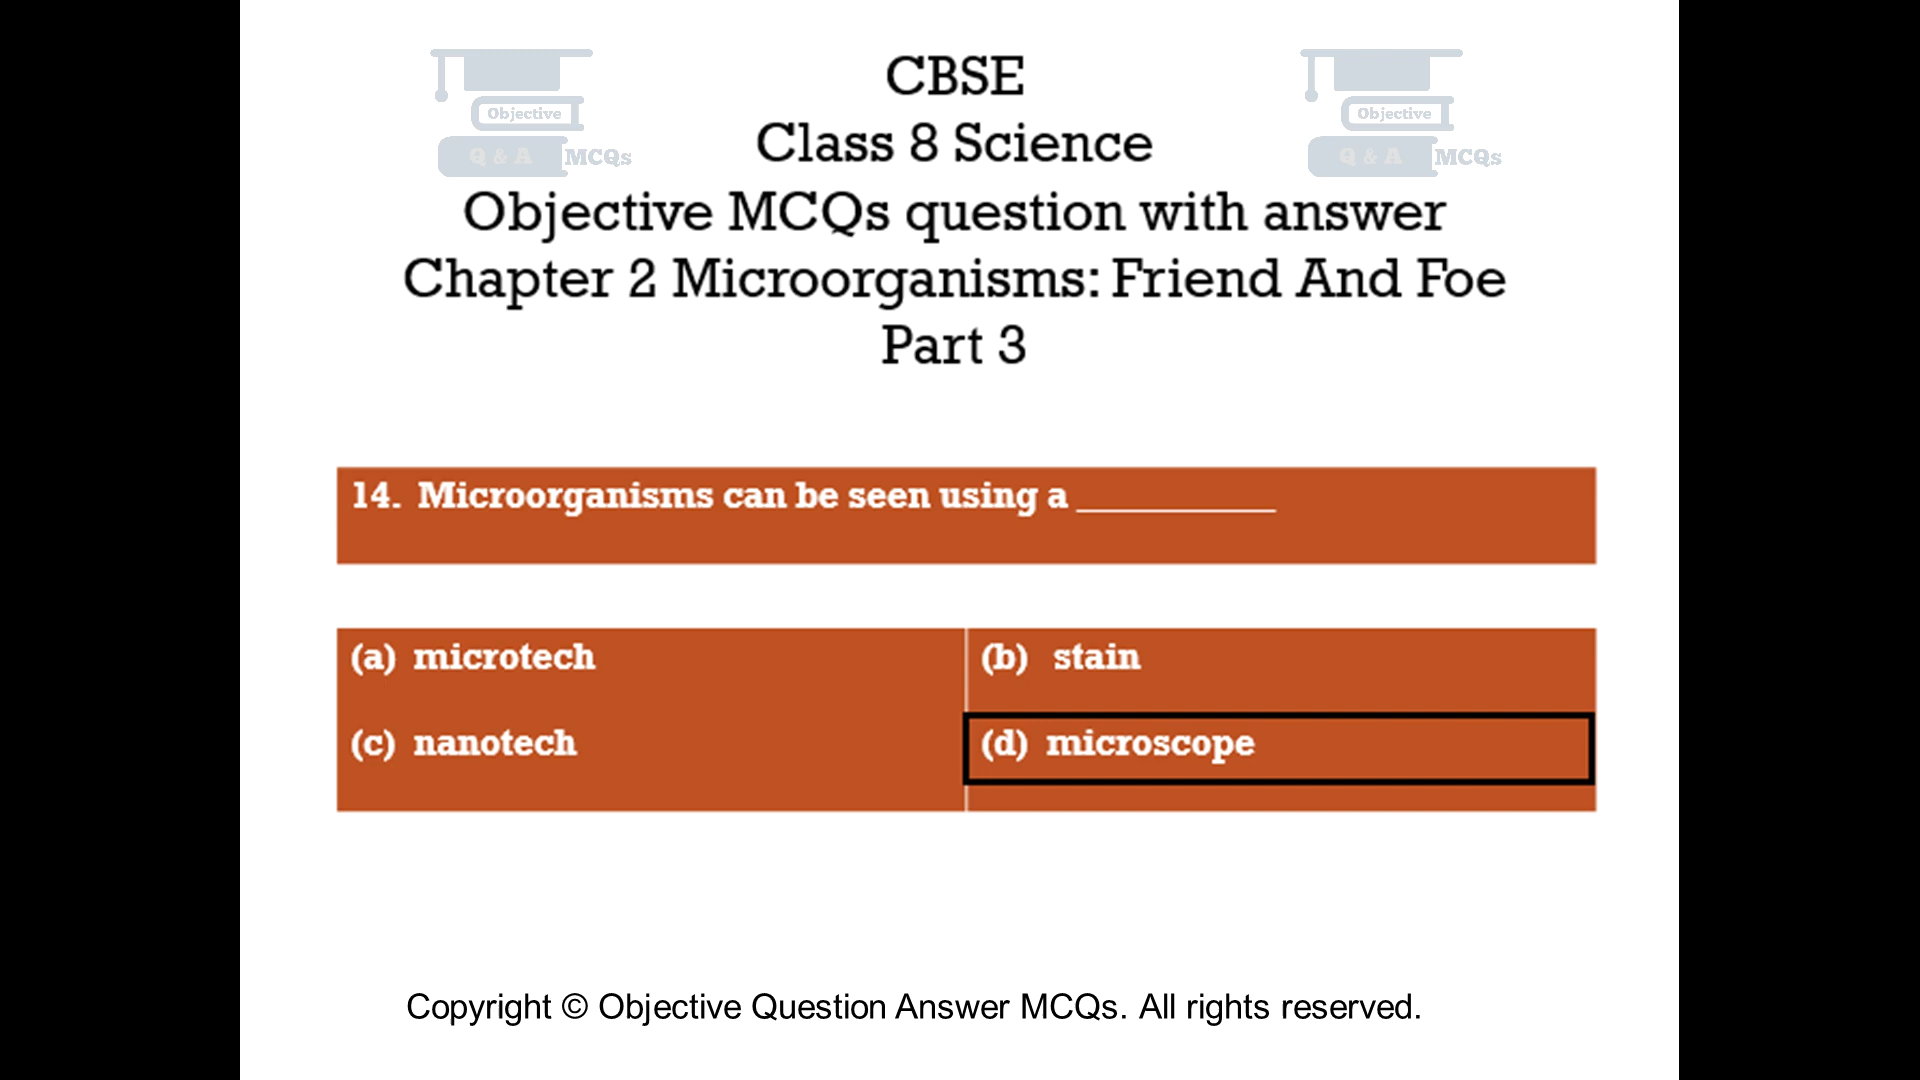 CBSE
Class 8 Science
Objective MCQs question with answer
Chapter 2 Microorganisms: Friend And Foe
Part 3
Objective
Q & A MCQs
Objective
Q & A MCQs
14. Microorganisms can be seen using a ___________
(a) microtech
(b) stain
(c) nanotech
(d) microscope
Copyright © Objective Question Answer MCQs. All rights reserved.